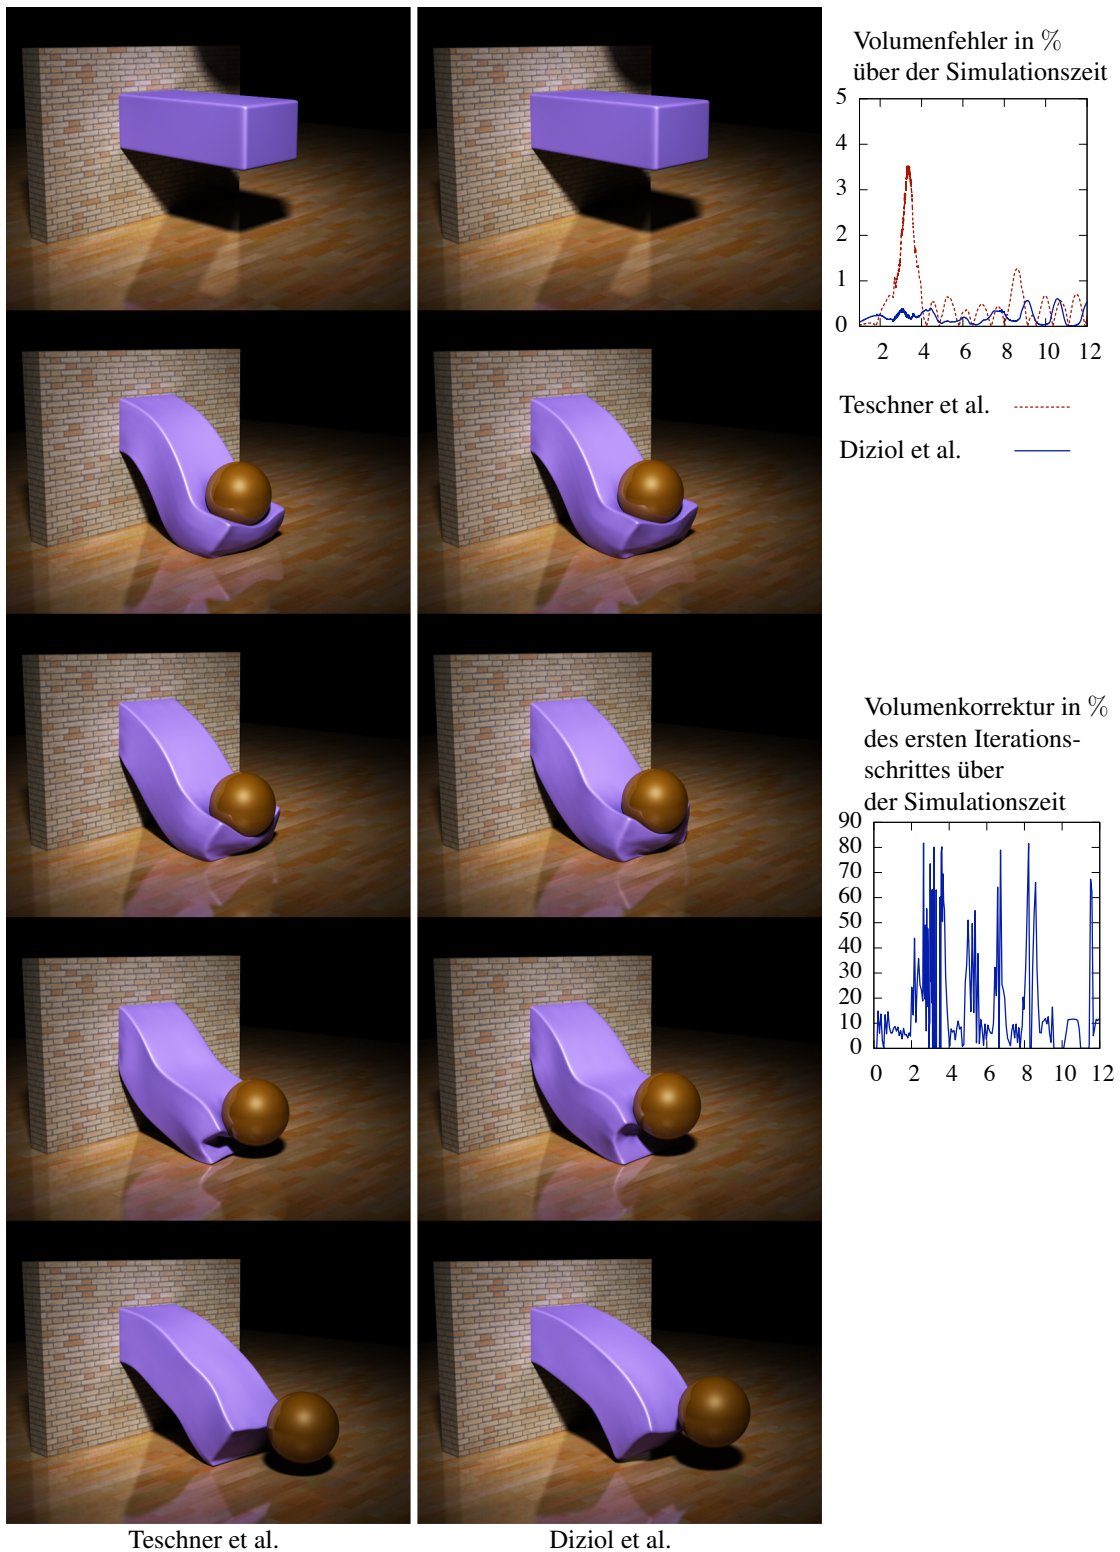 Volumenfehler in %
über der Simulationszeit
5
4
3
2
1
0
2 4 6 8 10 12
Teschner et al.
Diziol et al.
Volumenkorrektur in %
des ersten Iterations-
schrittes über
der Simulationszeit
90
80
70
60
50
40
30
20
10
0
0 2 4 6 8 10 12
Teschner et al. Diziol et al.